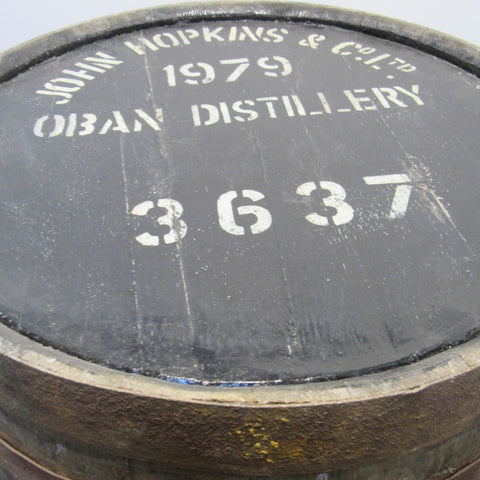 JOHN HOPKINS & Co. LTD.
1979
OBAN DISTILLERY
3637